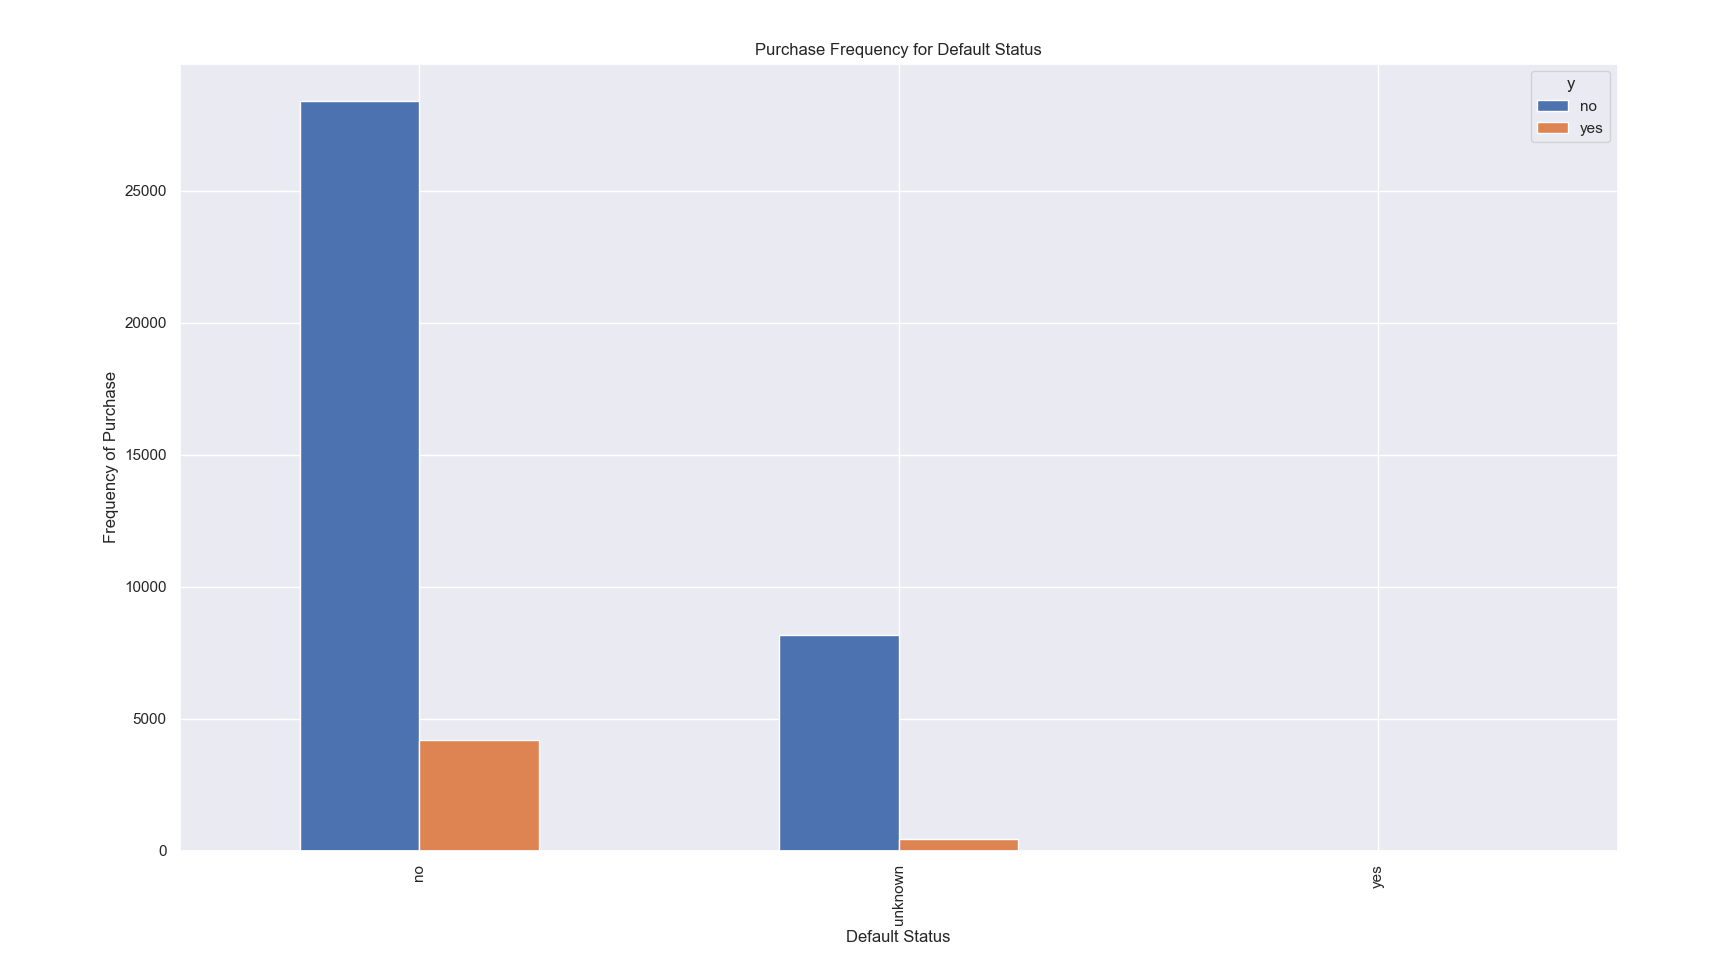 Purchase Frequency for Default Status
y
no
yes
25000
20000
15000
10000
5000
0
Frequency of Purchase
no
unknown
yes
Default Status